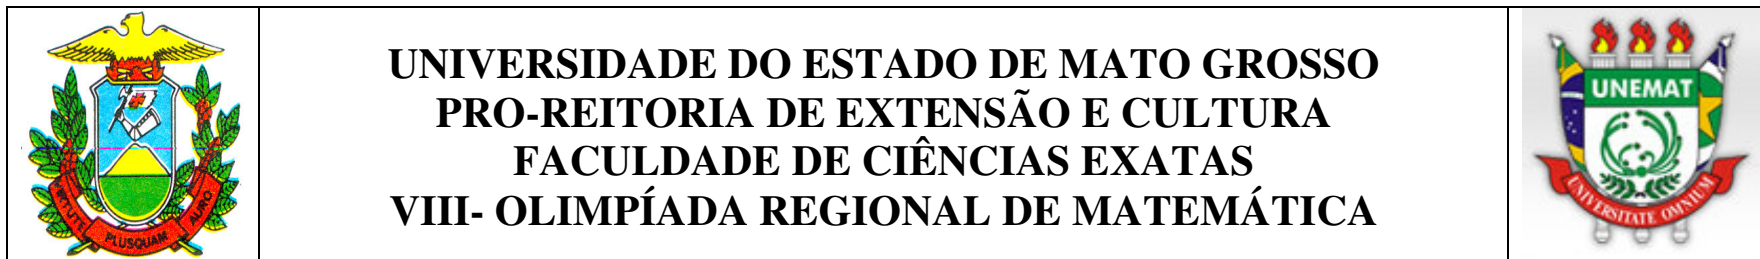 UNIVERSIDADE DO ESTADO DE MATO GROSSO
PRO-REITORIA DE EXTENSÃO E CULTURA
FACULDADE DE CIÊNCIAS EXATAS
VIII- OLIMPÍADA REGIONAL DE MATEMÁTICA
VIRTUTE PLUSQUAM AURO
UNEMAT
UNIVERSITATE OMNIUM